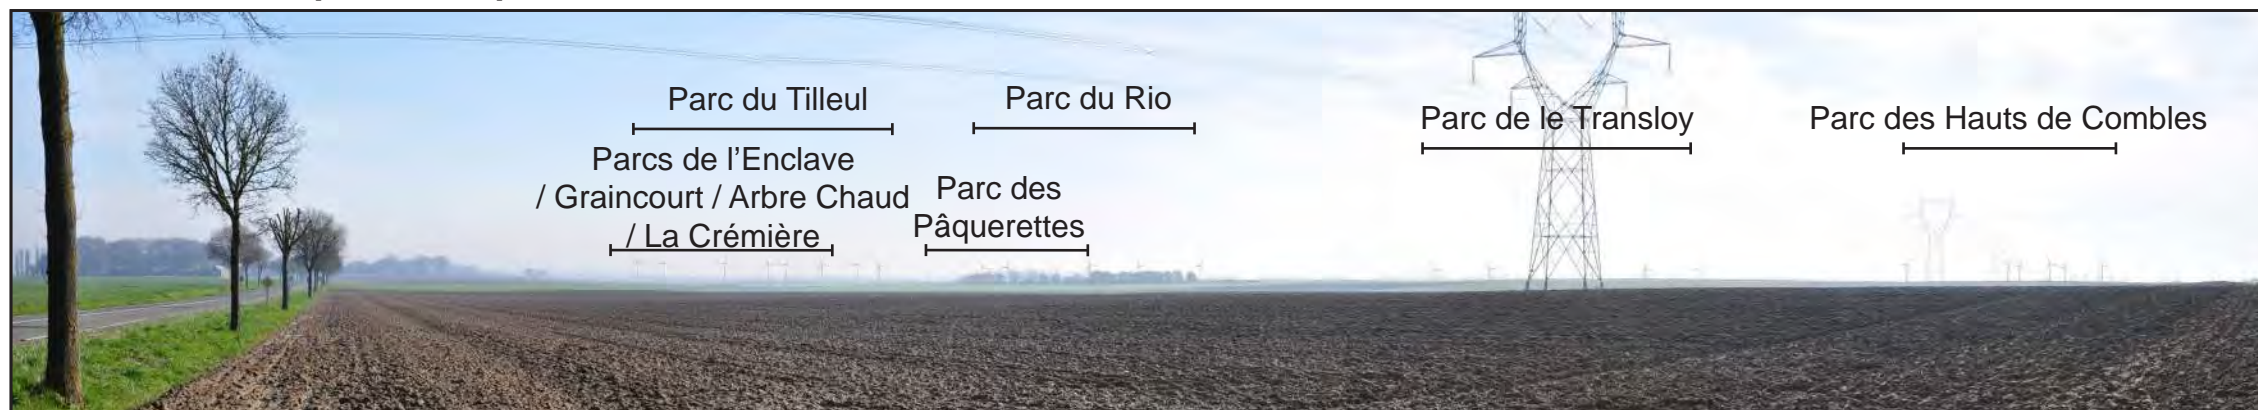 Parc du Tilleul
Parcs de l'Enclave
/ Graincourt / Arbre Chaud
/ La Crémière
Parc du Rio
Parc des
Pâquerettes
Parc de le Transloy
Parc des Hauts de Combles